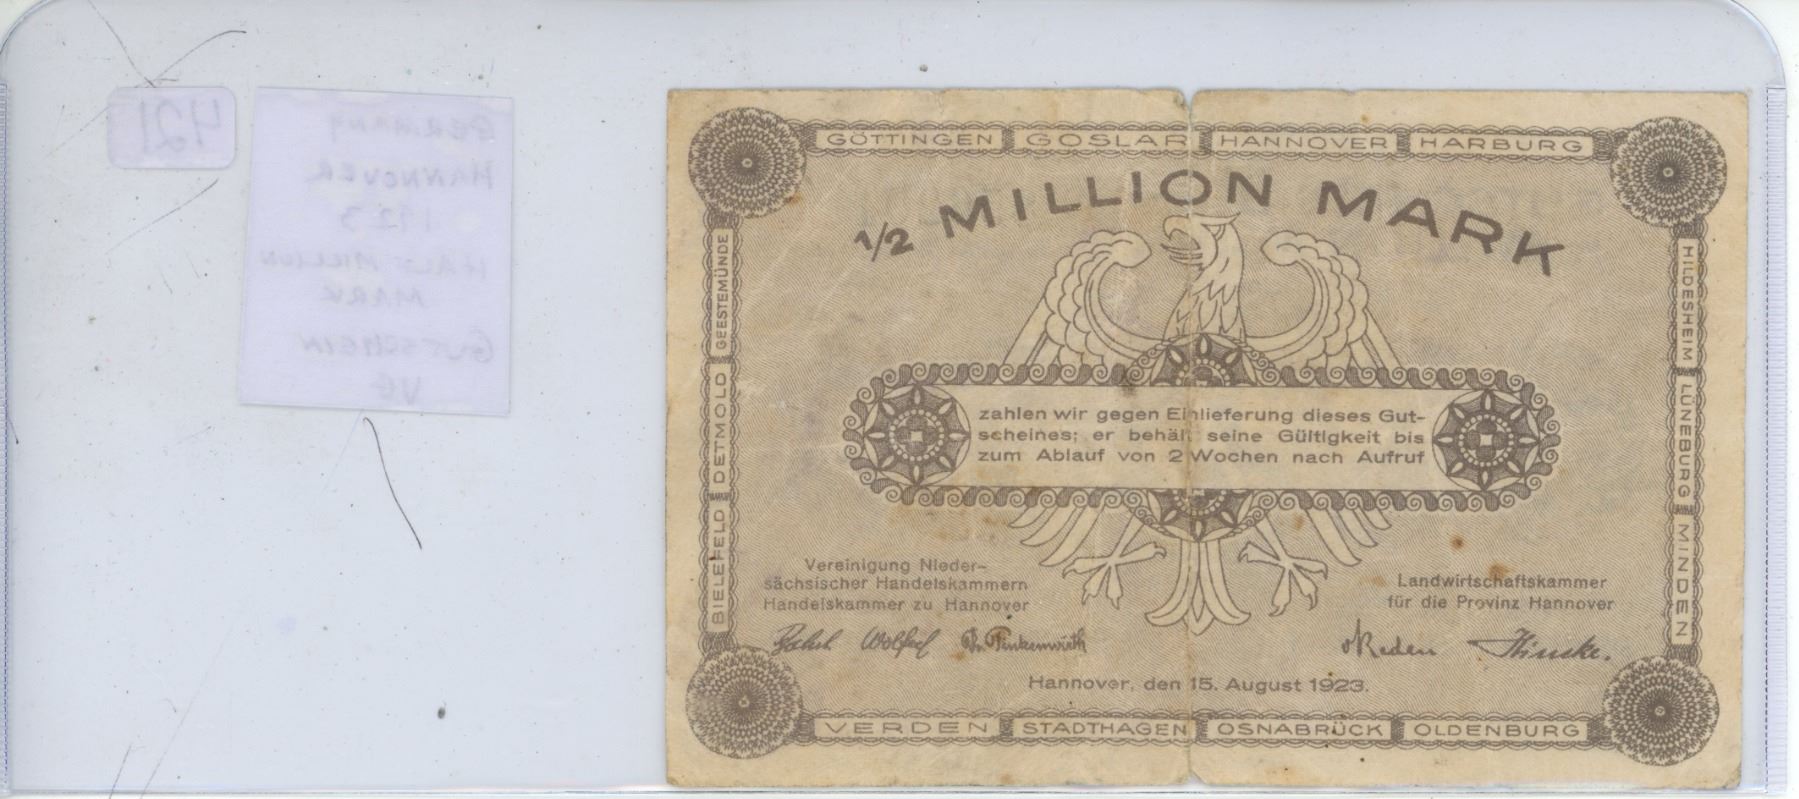 421
GERMANY
HANNOVER
1923
HALF MILLION
MARK
GUTSCHEIN
VG
GÖTTINGEN GOSLAR HANNOVER HARBURG
1/2 MILLION MARK
GEESTEMÜNDE
DETMOLD
BIELEFELD
HILDESHEIM
LÜNEBURG
MINDEN
zahlen wir gegen Einlieferung dieses Gut-
scheines; er behält seine Gültigkeit bis
zum Ablauf von 2 Wochen nach Aufruf
Vereinigung Nieder-
sächsischer Handelskammern
Handelskammer zu Hannover
Landwirtschaftskammer
für die Provinz Hannover
Hannover, den 15. August 1923.
VERDEN STADTHAGEN OSNABRÜCK OLDENBURG